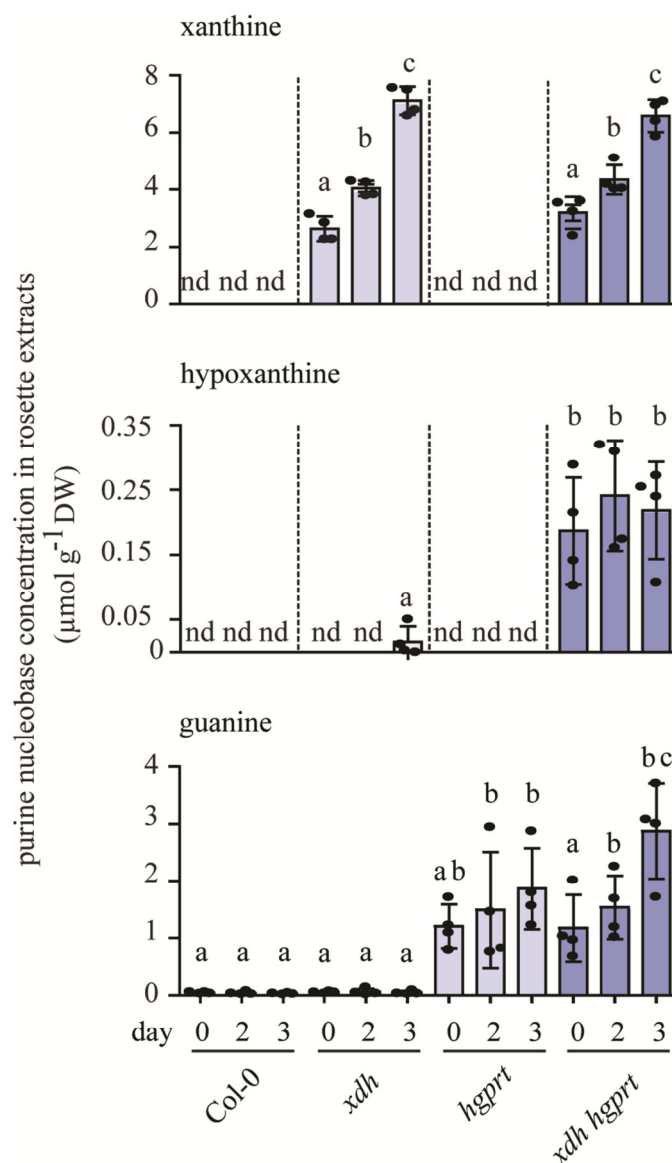 xanthine
c
c
8
b
b
6
a
a
4
2
nd nd nd
nd nd nd
0
hypoxanthine
b b b
0.35
0.25
0.15
a
0.05
nd nd nd
nd nd
nd nd nd
0
purine nucleobase concentration in rosette extracts
(µmol g-1 DW)
guanine
4
b c
b b
3
a b
a
b
2
1
a a a
a a a
0
day 0 2 3 0 2 3 0 2 3 0 2 3
Col-0
xdh
hgprt
xdh hgprt